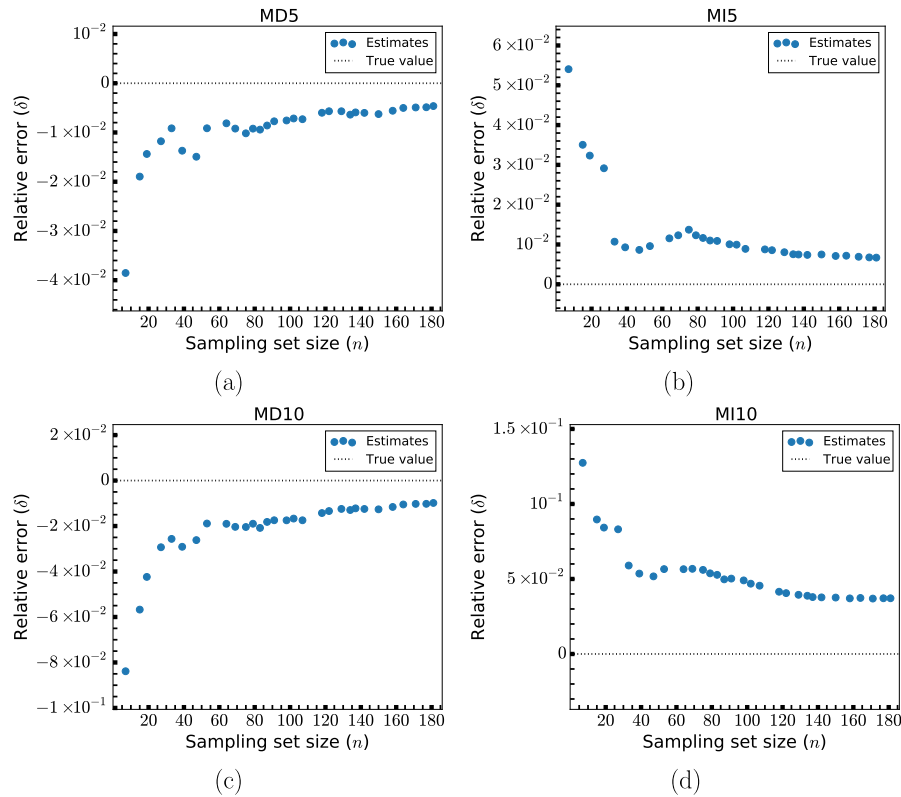 MD5
Relative error (δ)
10⁻²
0
−1 ×10⁻²
−2 ×10⁻²
−3 ×10⁻²
−4 ×10⁻²
Estimates
True value
20 40 60 80 100 120 140 160 180
Sampling set size (n)
(a)
MI5
Relative error (δ)
6 ×10⁻²
5 ×10⁻²
4 ×10⁻²
3 ×10⁻²
2 ×10⁻²
10⁻²
0
Estimates
True value
20 40 60 80 100 120 140 160 180
Sampling set size (n)
(b)
MD10
Relative error (δ)
2 ×10⁻²
0
−2 ×10⁻²
−4 ×10⁻²
−6 ×10⁻²
−8 ×10⁻²
−1 ×10⁻¹
Estimates
True value
20 40 60 80 100 120 140 160 180
Sampling set size (n)
(c)
MI10
Relative error (δ)
1.5 ×10⁻¹
10⁻¹
5 ×10⁻²
0
Estimates
True value
20 40 60 80 100 120 140 160 180
Sampling set size (n)
(d)